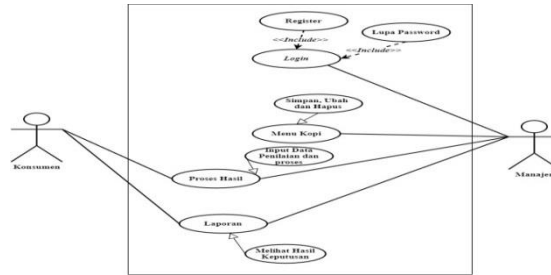 Register
<<Include>>
Lupa Password
<<Include>>
Login
Simpan, Ubah
dan Hapus
Menu Kopi
Input Data
Penilaian dan
proses
Konsumen
Manajer
Proses Hasil
Laporan
Melihat Hasil
Keputusan